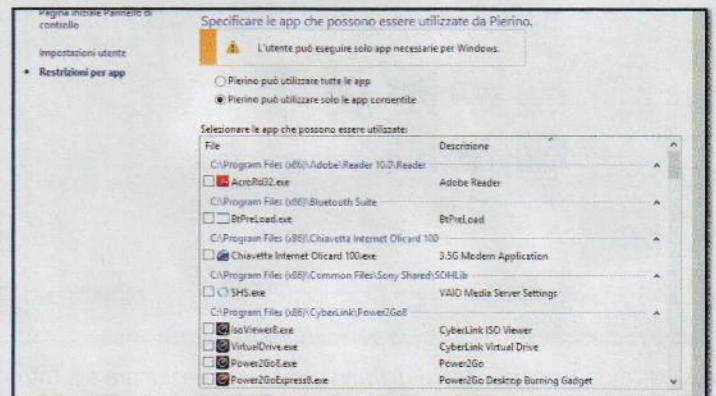 Pagina iniziale Pannello di
controllo
Impostazioni utente
Restrizioni per app
Specificare le app che possono essere utilizzate da Pierino.
L'utente può eseguire solo app necessarie per Windows.
Pierino può utilizzare tutte le app
Pierino può utilizzare solo le app consentite
Selezionare le app che possono essere utilizzate:
File Descrizione
C:\Program Files (x86)\Adobe\Reader 10.0\Reader
AcroRd32.exe Adobe Reader
C:\Program Files (x86)\Bluetooth Suite
BtPreLoad.exe BtPreLoad
C:\Program Files (x86)\Chiavetta Internet Olicard 100
Chiavetta Internet Olicard 100.exe 3.5G Modem Application
C:\Program Files (x86)\Common Files\Sony Shared\SOHLib
SHS.exe VAIO Media Server Settings
C:\Program Files (x86)\CyberLink\Power2Go8
IsoViewer8.exe CyberLink ISO Viewer
VirtualDrive.exe CyberLink Virtual Drive
Power2Go8.exe Power2Go
Power2GoExpress8.exe Power2Go Desktop Burning Gadget